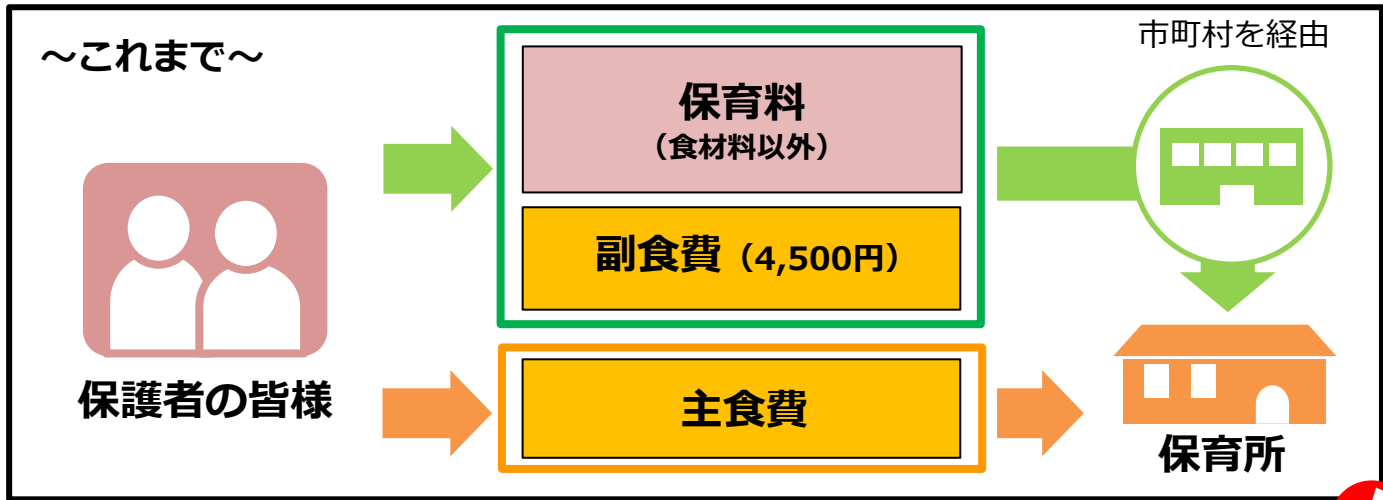 ～これまで～
市町村を経由
保育料
（食材料以外）
副食費（4,500円）
保護者の皆様
主食費
保育所